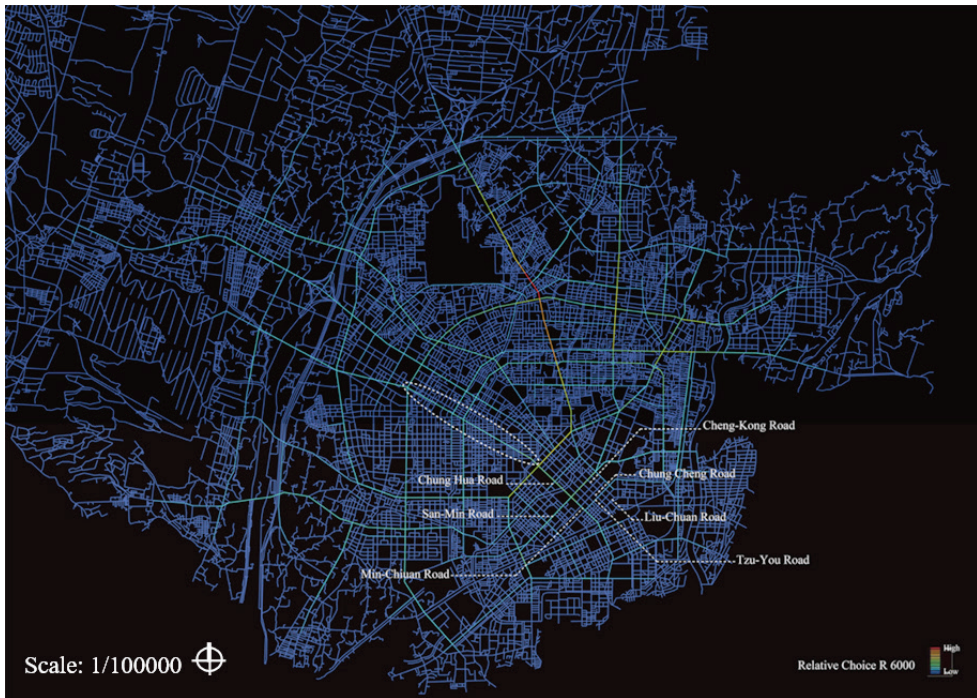 Cheng-Kong Road
Chung Hua Road
Chung Cheng Road
San-Min Road
Liu-Chuan Road
Min-Chiuan Road
Tzu-You Road
Scale: 1/100000
Relative Choice R 6000
High
Low